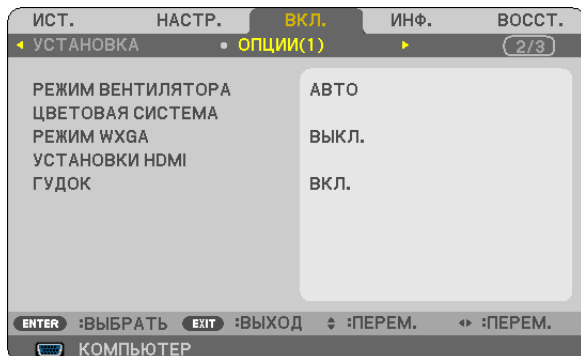 ИСТ. НАСТР. ВКЛ. ИНФ. ВОССТ.
УСТАНОВКА ОПЦИИ(1) 2/3
РЕЖИМ ВЕНТИЛЯТОРА АВТО
ЦВЕТОВАЯ СИСТЕМА
РЕЖИМ WXGA ВЫКЛ.
УСТАНОВКИ HDMI
ГУДОК ВКЛ.
ENTER :ВЫБРАТЬ EXIT :ВЫХОД :ПЕРЕМ. :ПЕРЕМ.
КОМПЬЮТЕР